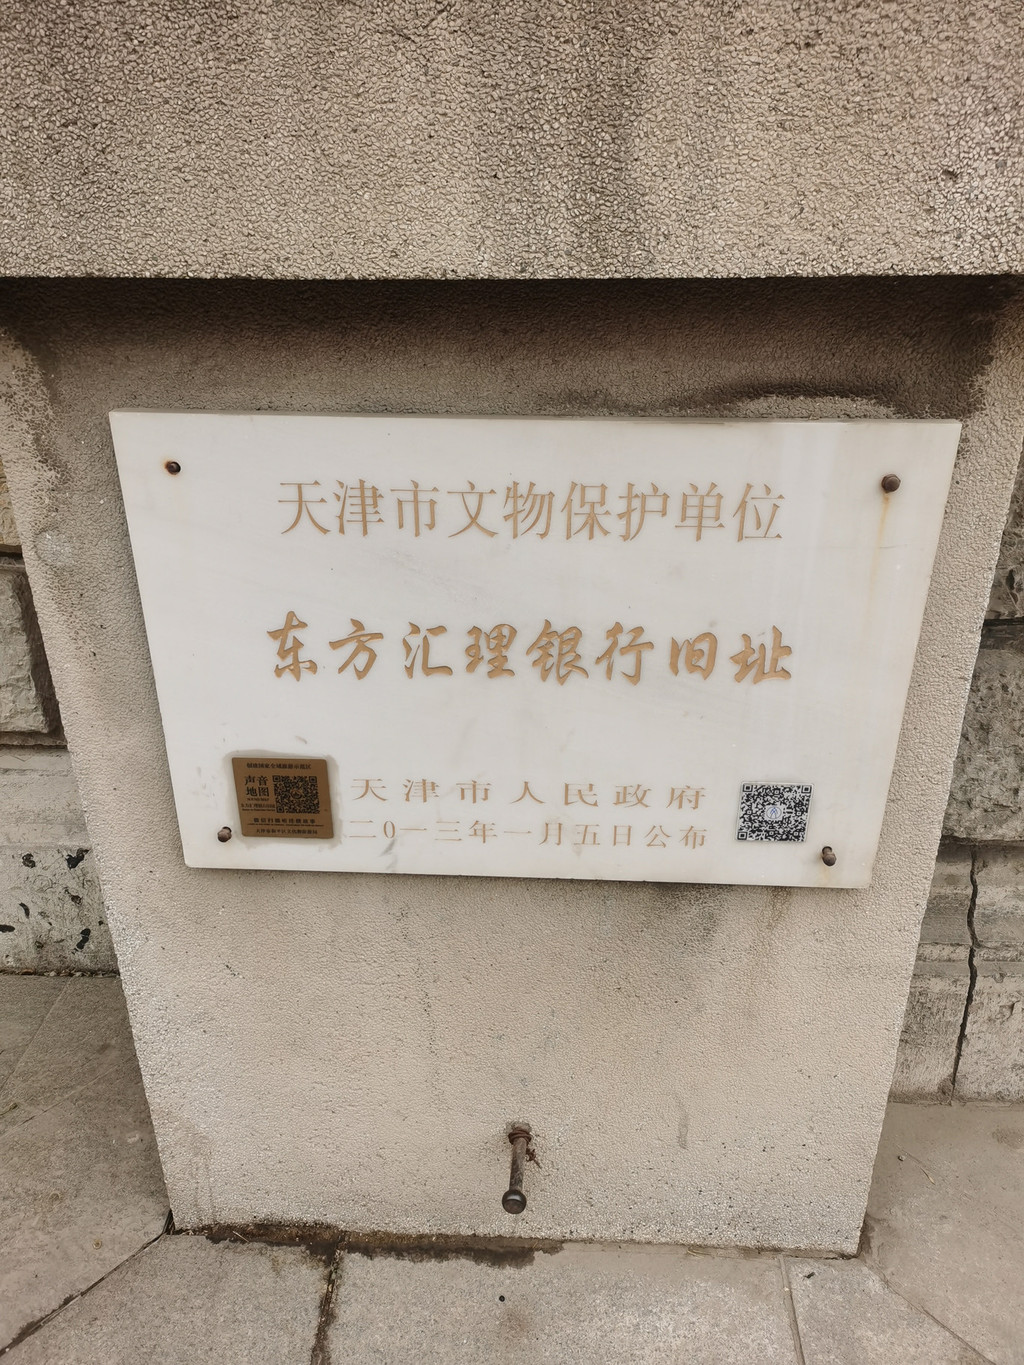 天津市文物保护单位
东方汇理银行旧址
声音
地图
天津市人民政府
二0一三年一月五日公布